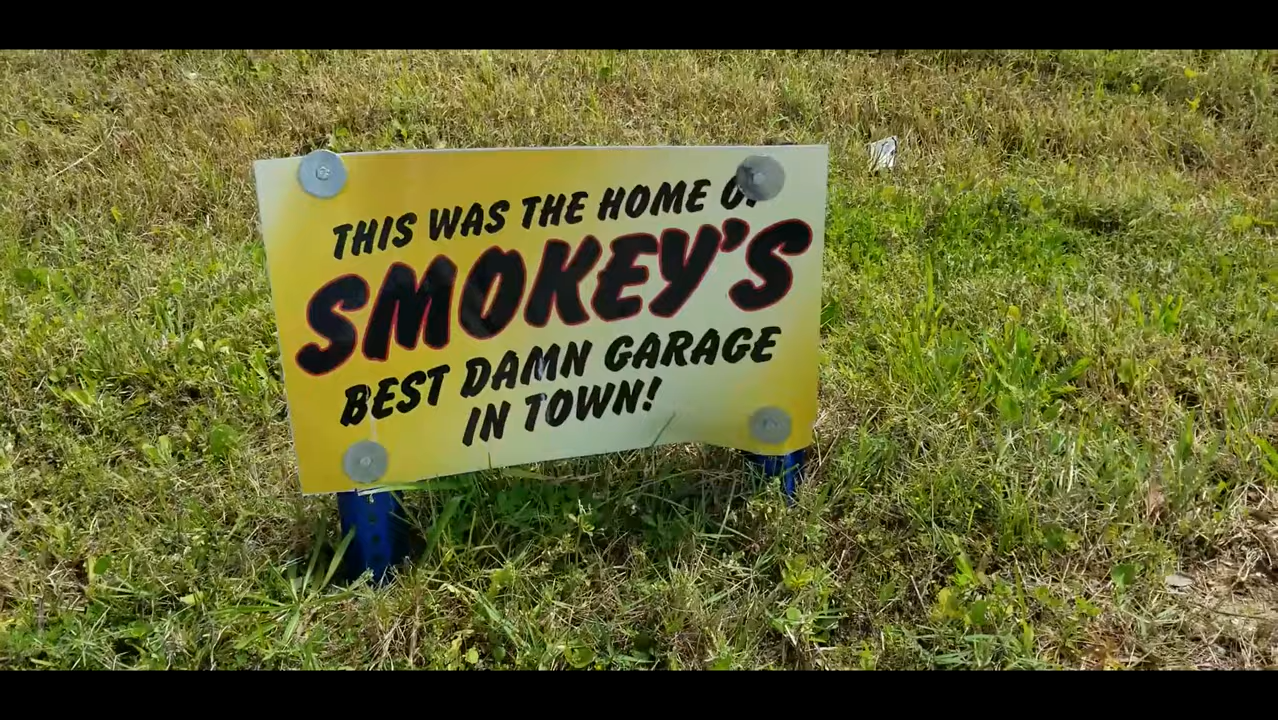 THIS WAS THE HOME OF
SMOKEY'S
BEST DAMN GARAGE
IN TOWN!